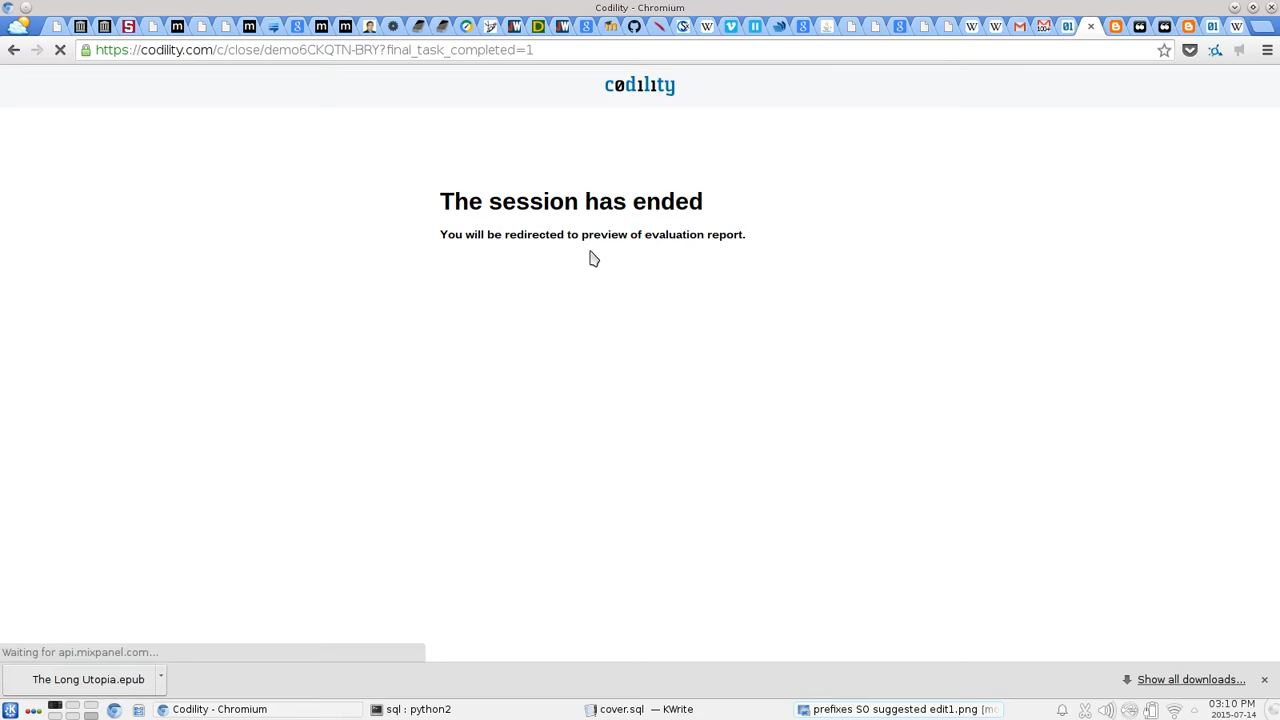 Codility - Chromium
https://codility.com/c/close/demo6CKQTN-BRY?final_task_completed=1
codility
The session has ended
You will be redirected to preview of evaluation report.
Waiting for api.mixpanel.com...
The Long Utopia.epub
Show all downloads...
Codility - Chromium
sql : python2
cover.sql — KWrite
prefixes SO suggested edit1.png [mo
03:10 PM
2015-07-14